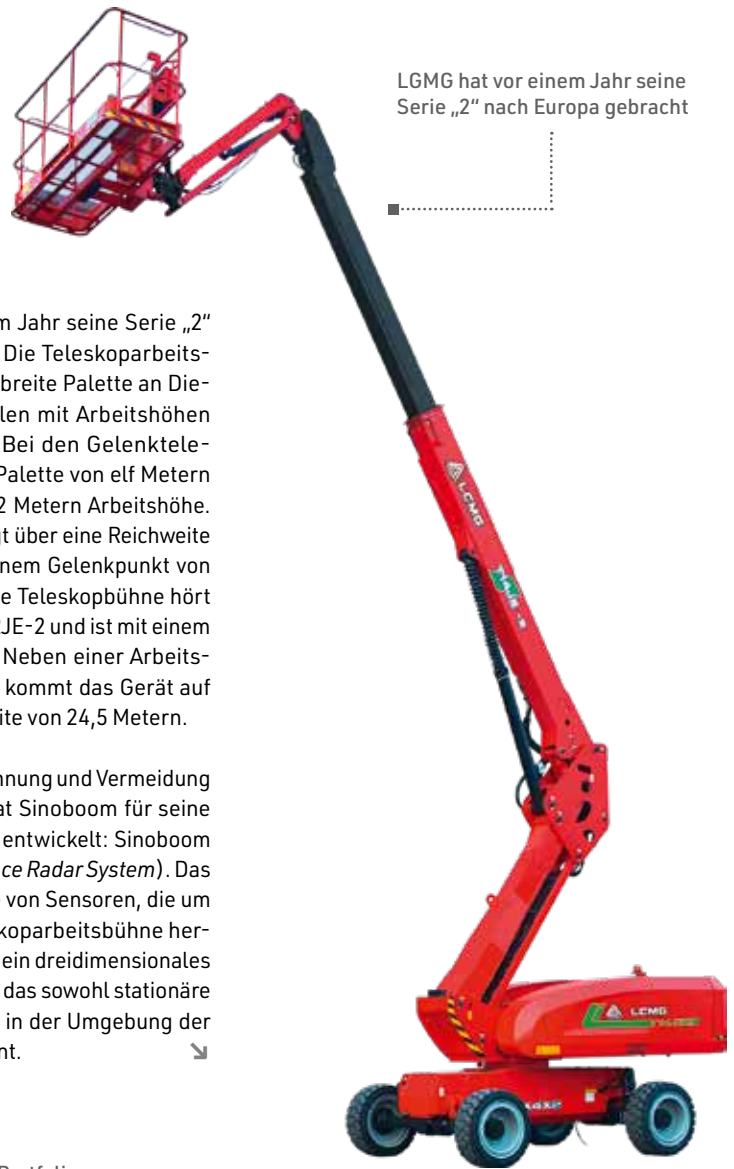 LGMG hat vor einem Jahr seine
Serie „2“ nach Europa gebracht
m Jahr seine Serie „2“
Die Teleskoparbeits-
breite Palette an Die-
len mit Arbeitshöhen
Bei den Gelenktele-
Palette von elf Metern
2 Metern Arbeitshöhe.
t über eine Reichweite
nem Gelenkpunkt von
e Teleskopbühne hört
JE-2 und ist mit einem
Neben einer Arbeits-
kommt das Gerät auf
ite von 24,5 Metern.
nnung und Vermeidung
at Sinoboom für seine
entwickelt: Sinoboom
ce Radar System). Das
von Sensoren, die um
koparbeitsbühne her-
ein dreidimensionales
das sowohl stationäre
in der Umgebung der
nt.
LGMG
LGMG
4X2